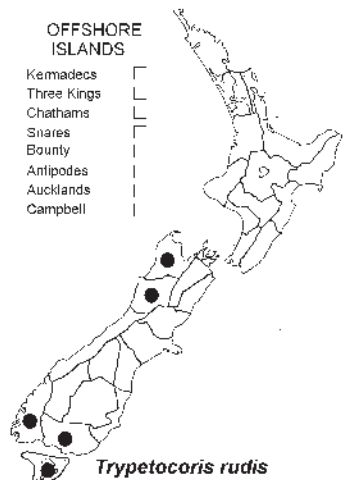 OFFSHORE
ISLANDS
Kermadecs
Three Kings
Chathams
Snares
Bounty
Antipodes
Aucklands
Campbell
Trypetocoris rudis